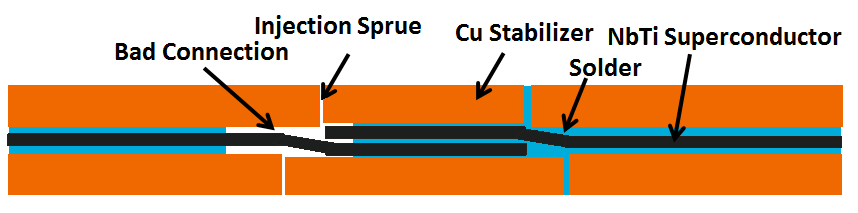 Injection Sprue
Bad Connection
Cu Stabilizer
NbTi Superconductor
Solder